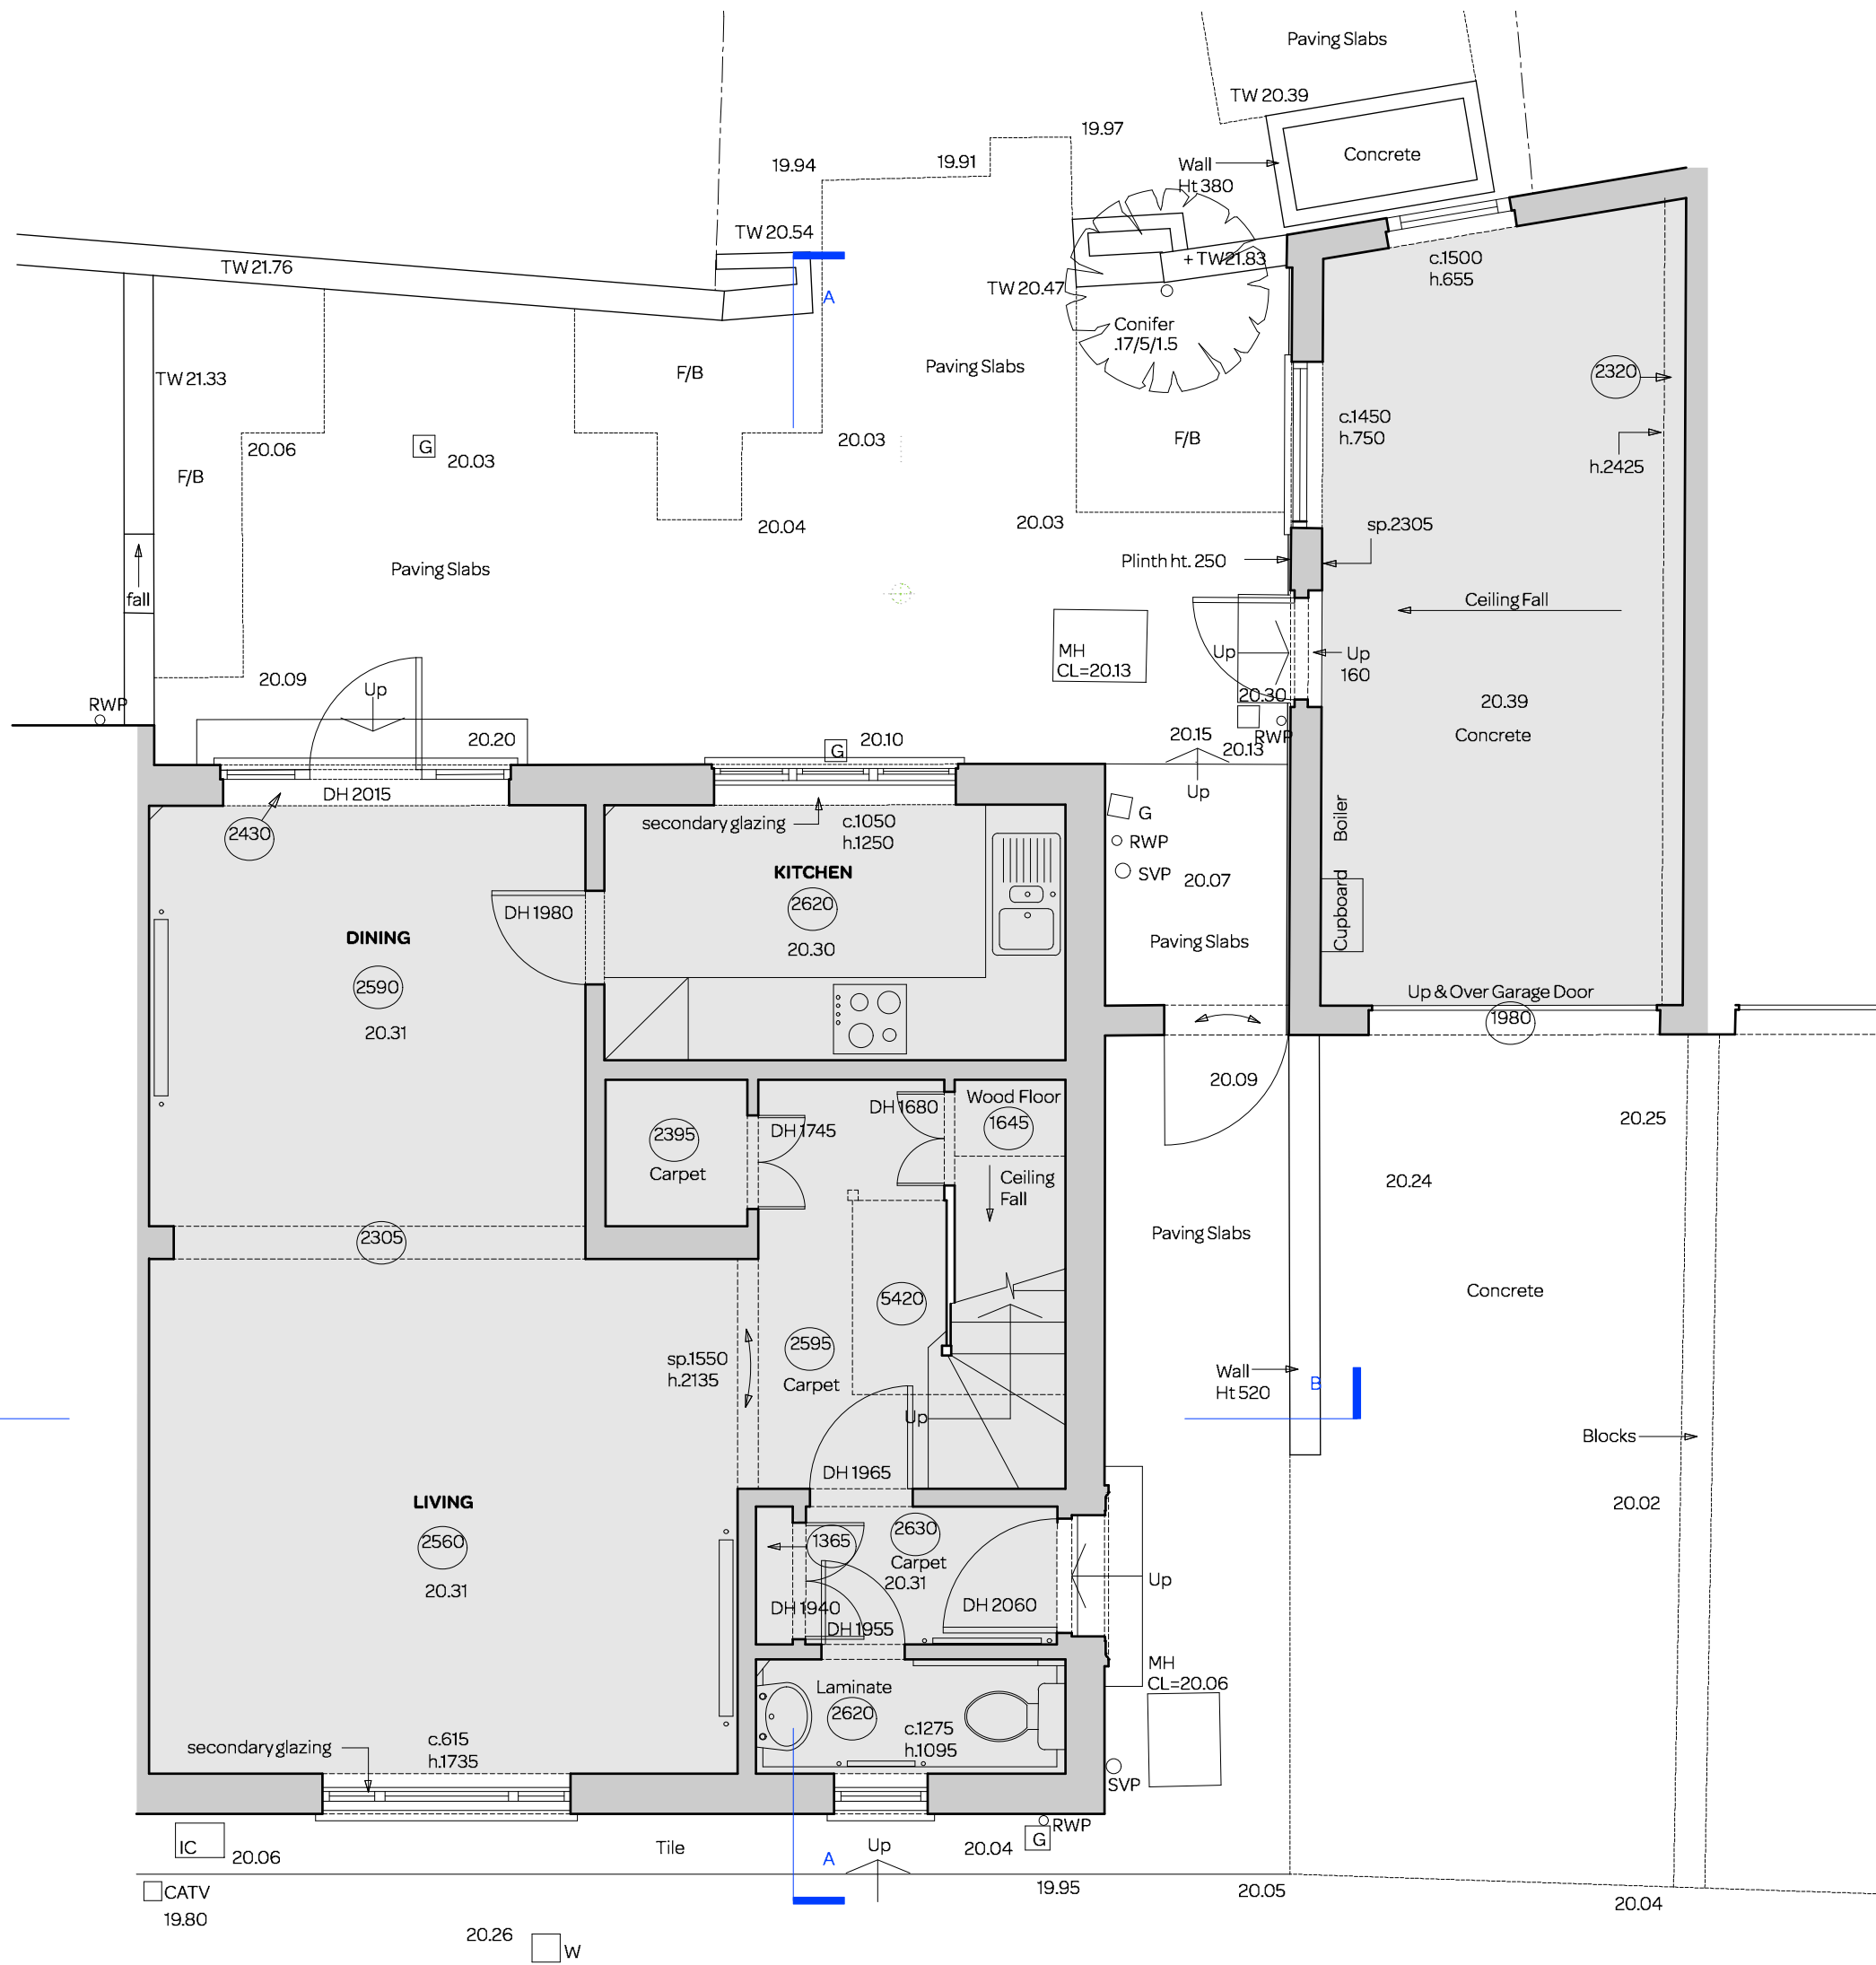 Paving Slabs
TW 20.39
19.97
19.94
19.91
Wall
Ht 380
Concrete
TW 20.54
TW 21.76
+ TW21.83
c.1500
h.655
TW 20.47
A
Conifer
.17/5/1.5
Paving Slabs
F/B
TW 21.33
2320
c.1450
h.750
F/B
20.03
20.06
G
20.03
h.2425
F/B
20.04
20.03
sp.2305
Plinth ht. 250
Paving Slabs
fall
Ceiling Fall
MH
CL=20.13
Up
Up
160
20.09
Up
20.30
20.39
Concrete
RWP
20.20
G
20.10
20.15
20.13
RWP
Up
DH 2015
2430
secondary glazing
c.1050
h.1250
G
RWP
SVP
20.07
Boiler
Cupboard
KITCHEN
2620
20.30
DH 1980
DINING
2590
20.31
Paving Slabs
Up & Over Garage Door
1980
20.09
Wood Floor
1645
DH 1680
DH 1745
2395
Carpet
20.25
20.24
Ceiling
Fall
2305
Paving Slabs
Concrete
5420
2595
Carpet
sp.1550
h.2135
Wall
Ht 520
B
Up
Blocks
DH 1965
LIVING
2560
20.31
20.02
1365
2630
Carpet
20.31
DH 1940
DH 1955
DH 2060
Up
MH
CL=20.06
Laminate
2620
c.1275
h.1095
secondary glazing
c.615
h.1735
SVP
RWP
G
IC
20.06
Tile
A
Up
20.04
CATV
19.80
19.95
20.05
20.04
20.26
W